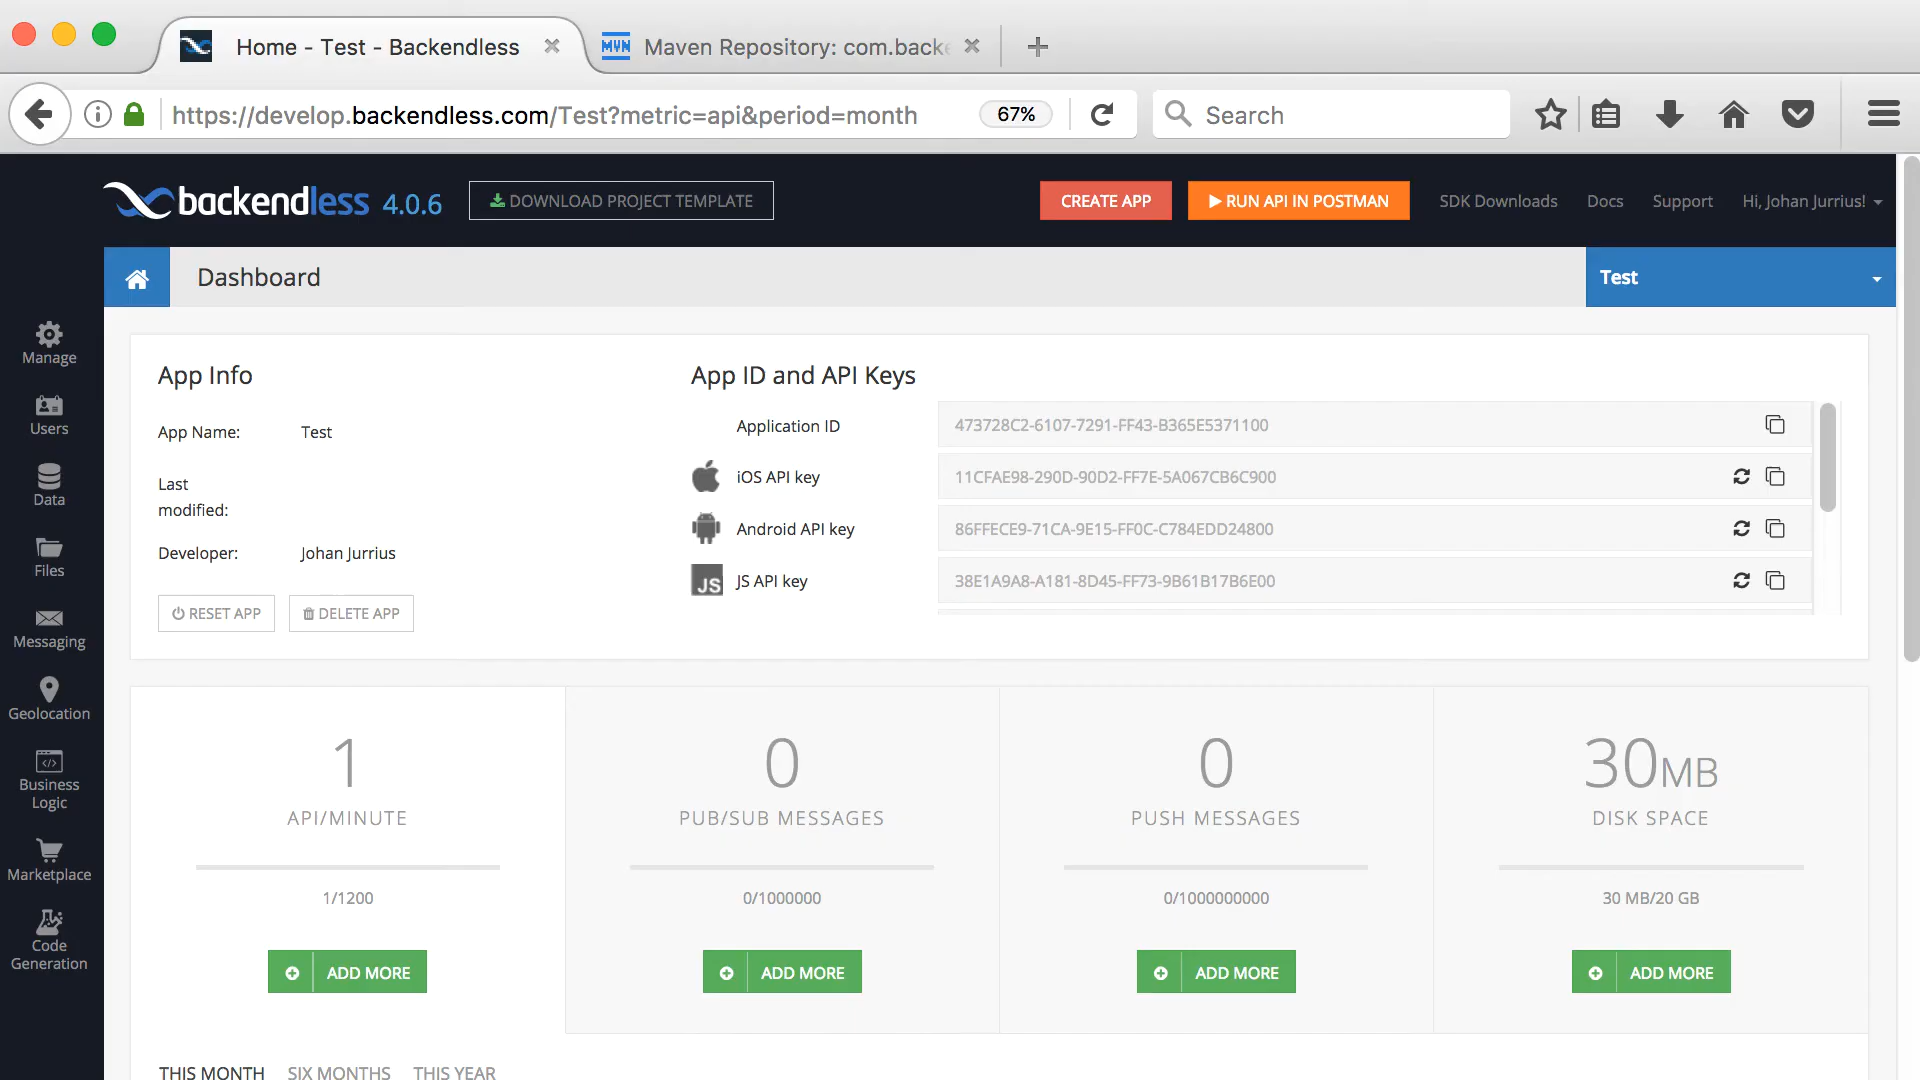 Home - Test - Backendless
Maven Repository: com.backe
https://develop.backendless.com/Test?metric=api&period=month
67%
Search
backendless 4.0.6
DOWNLOAD PROJECT TEMPLATE
CREATE APP
RUN API IN POSTMAN
SDK Downloads
Docs
Support
Hi, Johan Jurrius!
Dashboard
Test
Manage
Users
Data
Files
Messaging
Geolocation
Business
Logic
Marketplace
Code
Generation
App Info
App Name: Test
Last
modified:
Developer: Johan Jurrius
RESET APP
DELETE APP
App ID and API Keys
Application ID 473728C2-6107-7291-FF43-B365E5371100
iOS API key 11CFAE98-290D-90D2-FF7E-5A067CB6C900
Android API key 86FFECE9-71CA-9E15-FF0C-C784EDD24800
JS JS API key 38E1A9A8-A181-8D45-FF73-9B61B17B6E00
1
API/MINUTE
1/1200
ADD MORE
0
PUB/SUB MESSAGES
0/1000000
ADD MORE
0
PUSH MESSAGES
0/1000000000
ADD MORE
30MB
DISK SPACE
30 MB/20 GB
ADD MORE
THIS MONTH SIX MONTHS THIS YEAR